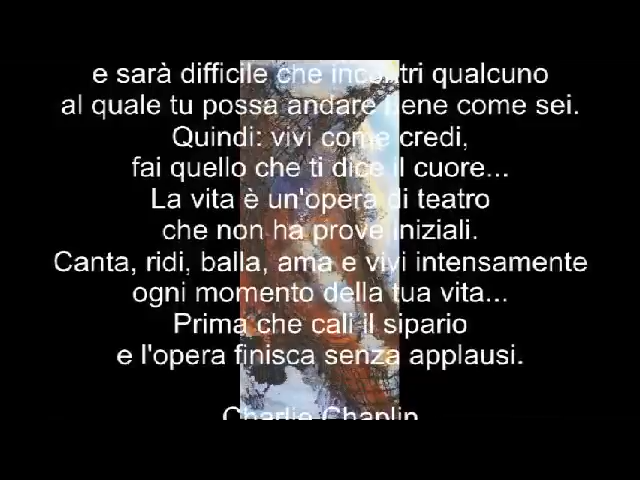 e sarà difficile che incontri qualcuno
al quale tu possa andare bene come sei.
Quindi: vivi come credi,
fai quello che ti dice il cuore...
La vita è un'opera di teatro
che non ha prove iniziali.
Canta, ridi, balla, ama e vivi intensamente
ogni momento della tua vita...
Prima che cali il sipario
e l'opera finisca senza applausi.
Charlie Chaplin